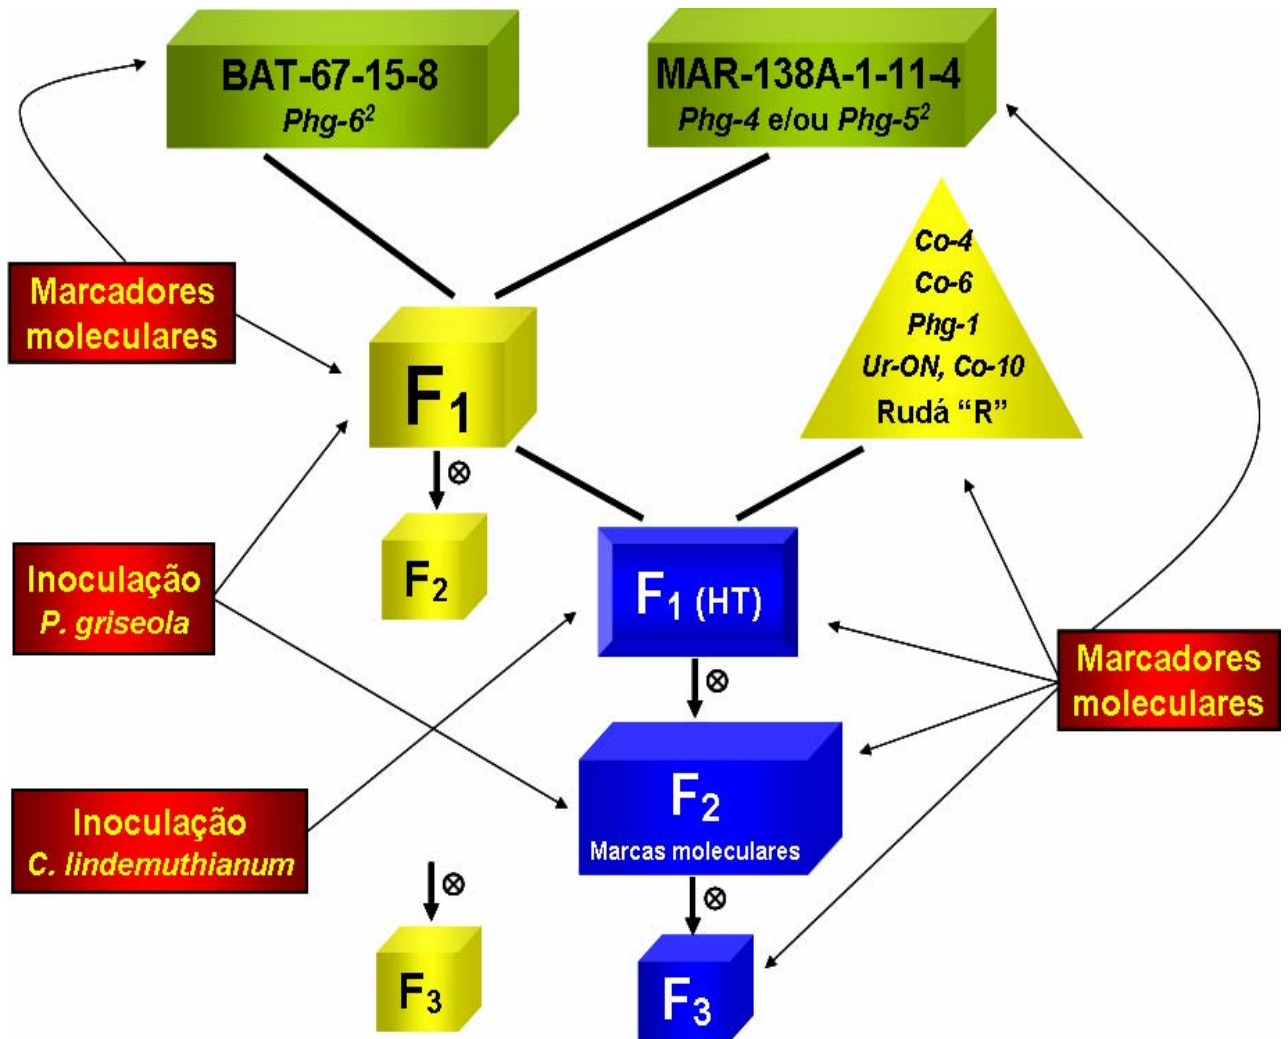 BAT-67-15-8
Phg-6²
MAR-138A-1-11-4
Phg-4 e/ou Phg-5²
Co-4
Co-6
Phg-1
Ur-ON, Co-10
Rudá “R”
Marcadores
moleculares
F₁
F₂
Inoculação
P. griseola
F₁ (HT)
Marcadores
moleculares
F₂
Marcas moleculares
Inoculação
C. lindemuthianum
F₃
F₃